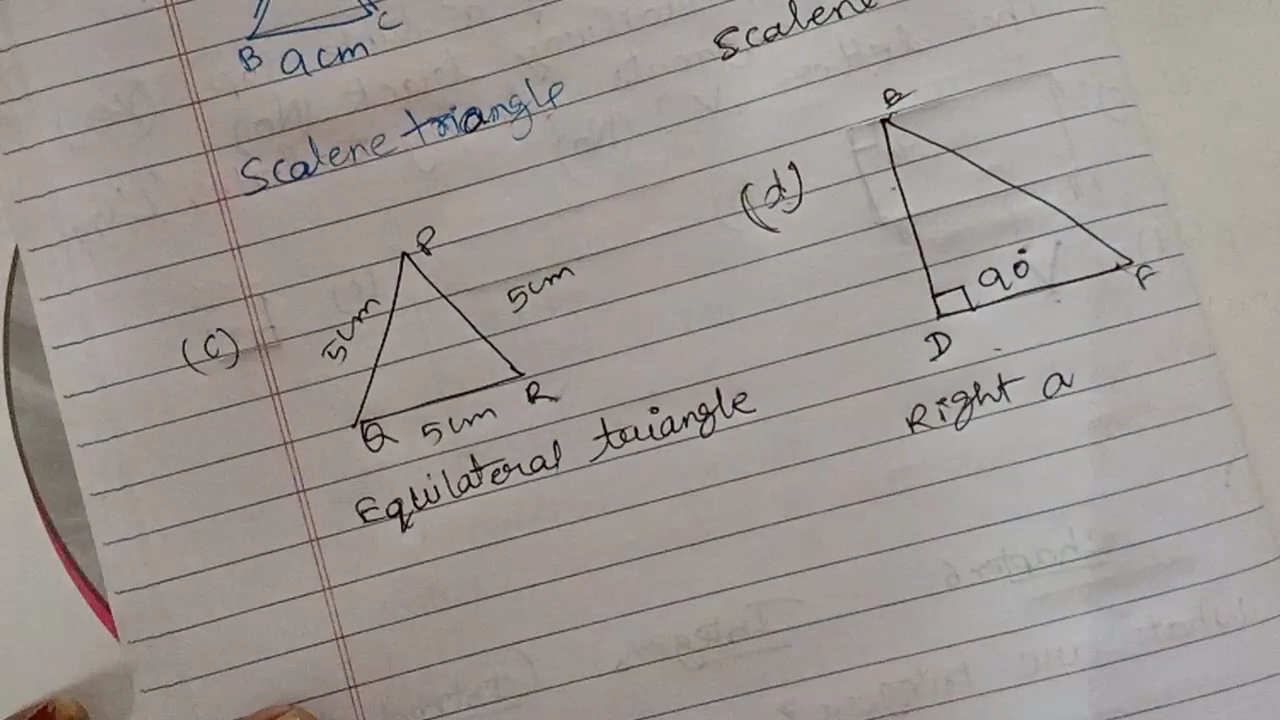 B 9cm C
Scalene
Scalene triangle
(c)
P
5cm
5cm
Q 5cm R
Equilateral triangle
(d)
90°
D
F
Right a